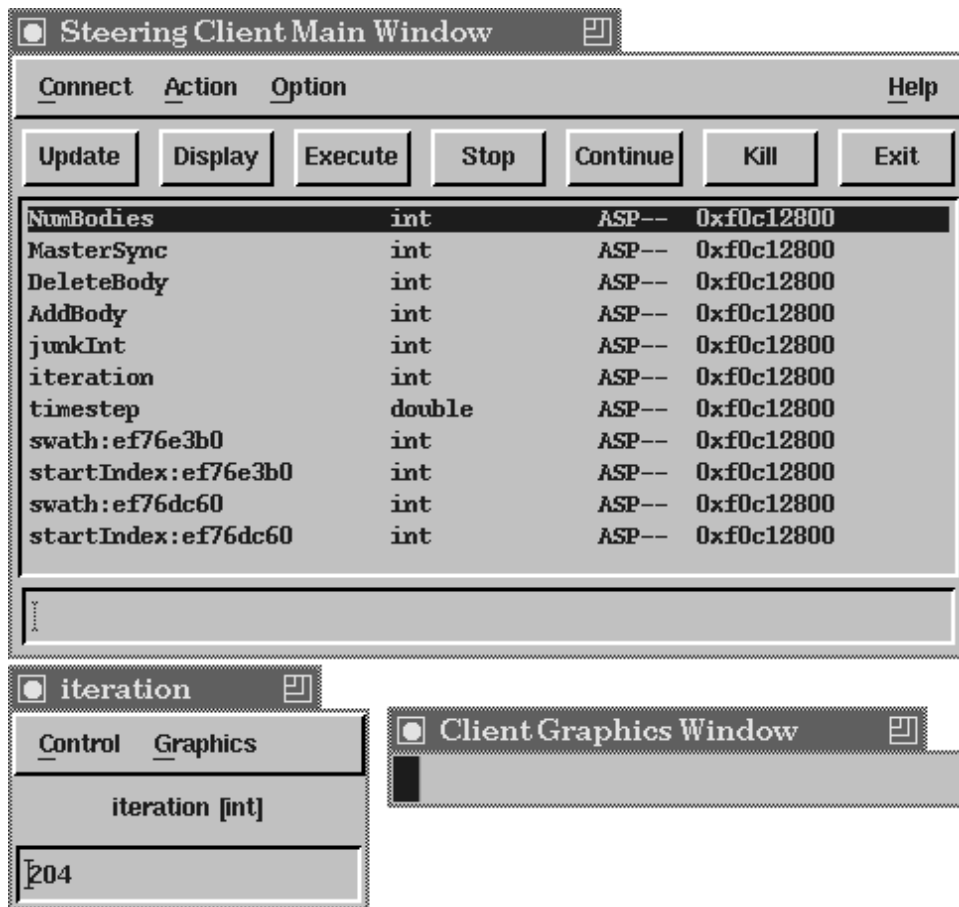 Steering Client Main Window
Connect Action Option Help
Update Display Execute Stop Continue Kill Exit
NumBodies int ASP-- 0xf0c12800
MasterSync int ASP-- 0xf0c12800
DeleteBody int ASP-- 0xf0c12800
AddBody int ASP-- 0xf0c12800
junkInt int ASP-- 0xf0c12800
iteration int ASP-- 0xf0c12800
timestep double ASP-- 0xf0c12800
swath:ef76e3b0 int ASP-- 0xf0c12800
startIndex:ef76e3b0 int ASP-- 0xf0c12800
swath:ef76dc60 int ASP-- 0xf0c12800
startIndex:ef76dc60 int ASP-- 0xf0c12800
iteration
Control Graphics
iteration [int]
204
Client Graphics Window